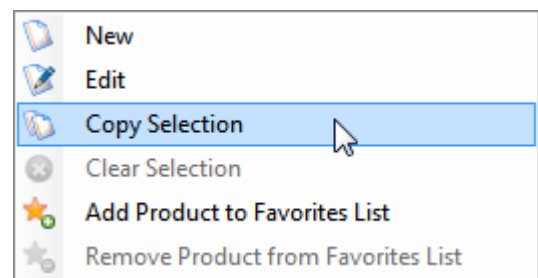 New
Edit
Copy Selection
Clear Selection
Add Product to Favorites List
Remove Product from Favorites List